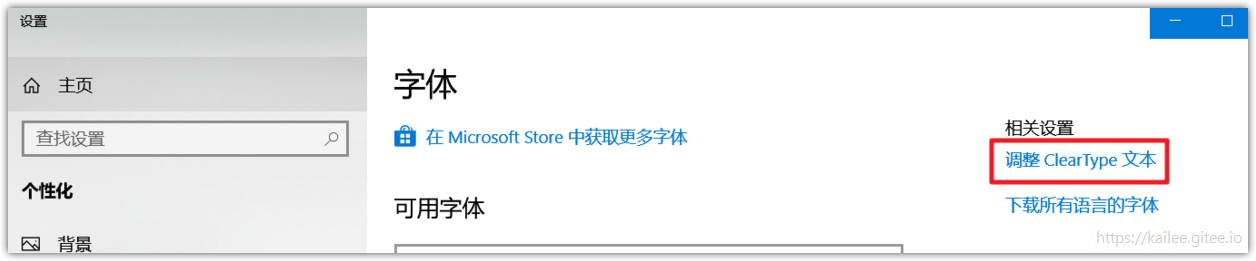 设置
主页
查找设置
个性化
背景
字体
在 Microsoft Store 中获取更多字体
可用字体
相关设置
调整 ClearType 文本
下载所有语言的字体
https://kailee.gitee.io